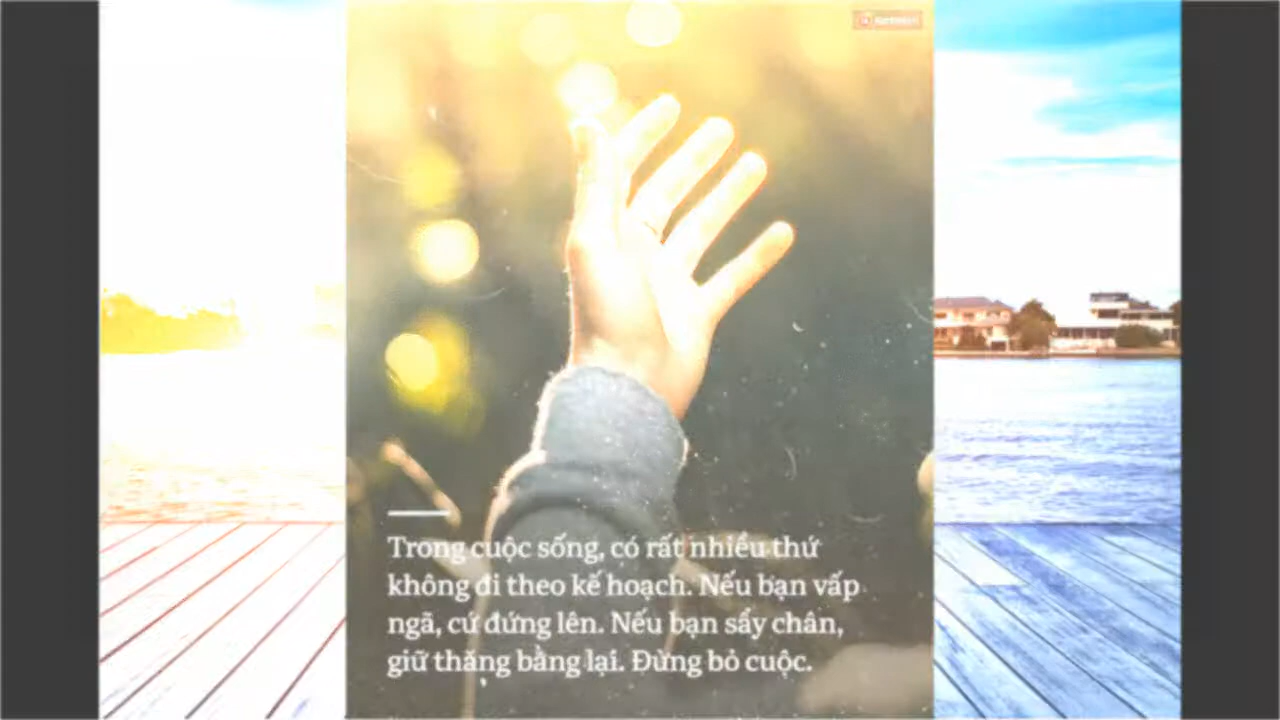 Trong cuộc sống, có rất nhiều thứ
không đi theo kế hoạch. Nếu bạn vấp
ngã, cứ đứng lên. Nếu bạn sẩy chân,
giữ thăng bằng lại. Đừng bỏ cuộc.